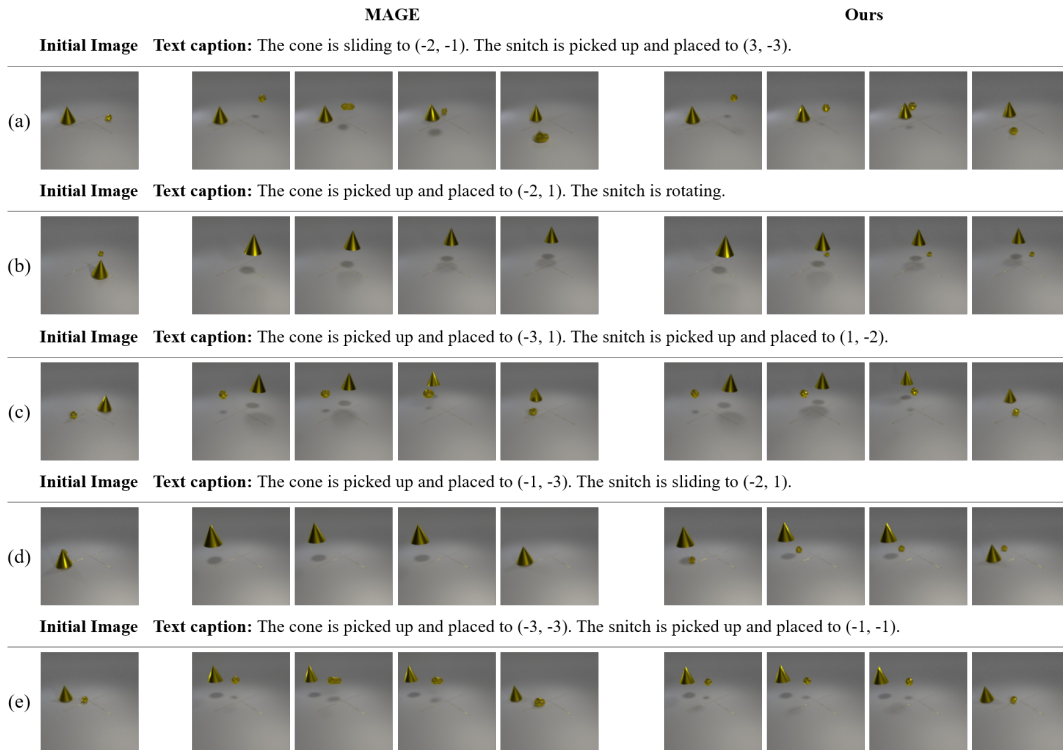 MAGE Ours
Initial Image Text caption: The cone is sliding to (-2, -1). The snitch is picked up and placed to (3, -3).
(a)
Initial Image Text caption: The cone is picked up and placed to (-2, 1). The snitch is rotating.
(b)
Initial Image Text caption: The cone is picked up and placed to (-3, 1). The snitch is picked up and placed to (1, -2).
(c)
Initial Image Text caption: The cone is picked up and placed to (-1, -3). The snitch is sliding to (-2, 1).
(d)
Initial Image Text caption: The cone is picked up and placed to (-3, -3). The snitch is picked up and placed to (-1, -1).
(e)